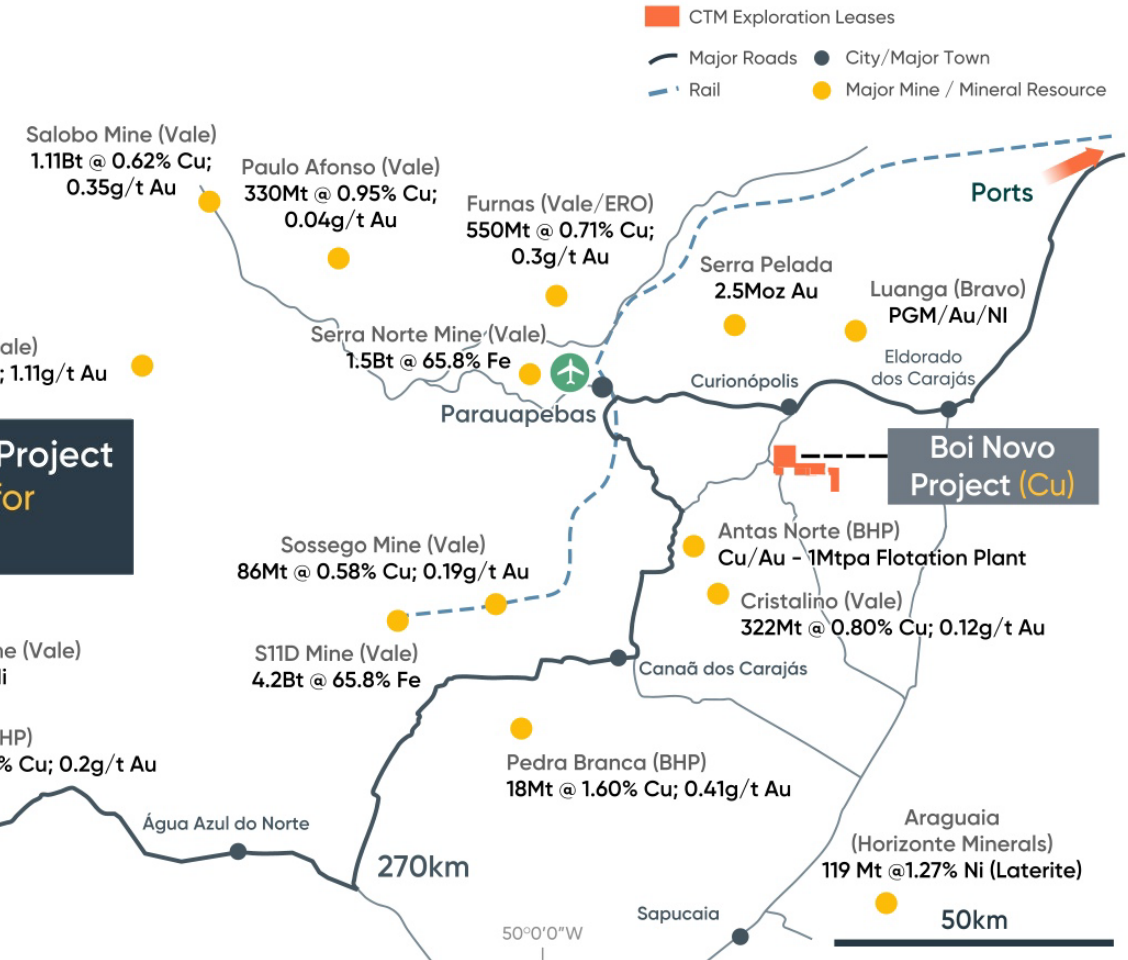 CTM Exploration Leases
Major Roads
City/Major Town
Rail
Major Mine / Mineral Resource
Salobo Mine (Vale)
1.11Bt @ 0.62% Cu;
0.35g/t Au
Paulo Afonso (Vale)
330Mt @ 0.95% Cu;
0.04g/t Au
Furnas (Vale/ERO)
550Mt @ 0.71% Cu;
0.3g/t Au
Ports
Serra Pelada
2.5Moz Au
Luanga (Bravo)
PGM/Au/NI
Serra Norte Mine (Vale)
1.5Bt @ 65.8% Fe
ale)
; 1.11g/t Au
Eldorado
dos Carajás
Curionópolis
Parauapebas
Project
for
Boi Novo
Project (Cu)
Antas Norte (BHP)
Cu/Au - 1Mtpa Flotation Plant
Sossego Mine (Vale)
86Mt @ 0.58% Cu; 0.19g/t Au
Cristalino (Vale)
322Mt @ 0.80% Cu; 0.12g/t Au
S11D Mine (Vale)
4.2Bt @ 65.8% Fe
Canaã dos Carajás
ne (Vale)
li
HP)
% Cu; 0.2g/t Au
Pedra Branca (BHP)
18Mt @ 1.60% Cu; 0.41g/t Au
Água Azul do Norte
270km
Araguaia
(Horizonte Minerals)
119 Mt @1.27% Ni (Laterite)
Sapucaia
50km
50°0'0"W